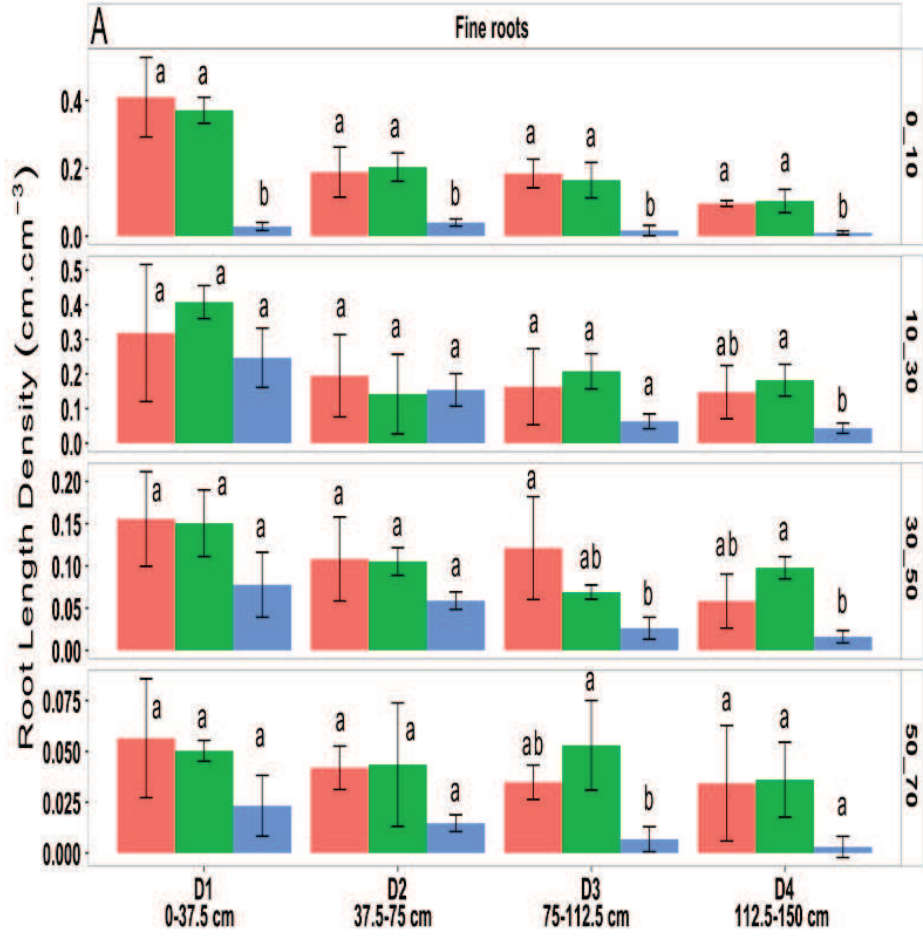 A
Fine roots
Root Length Density (cm.cm⁻³)
a a a a a a a a
0.4
0.2
0.0
b b b b
0_10
0.5
0.4
0.3
0.2
0.1
0.0
a a a a a a a a ab a
a b
10_30
0.20
0.15
0.10
0.05
0.00
a a a a a a a ab b ab a b
30_50
0.075
0.050
0.025
0.000
a a a a a a ab a b a a a
50_70
D1 D2 D3 D4
0-37.5 cm 37.5-75 cm 75-112.5 cm 112.5-150 cm